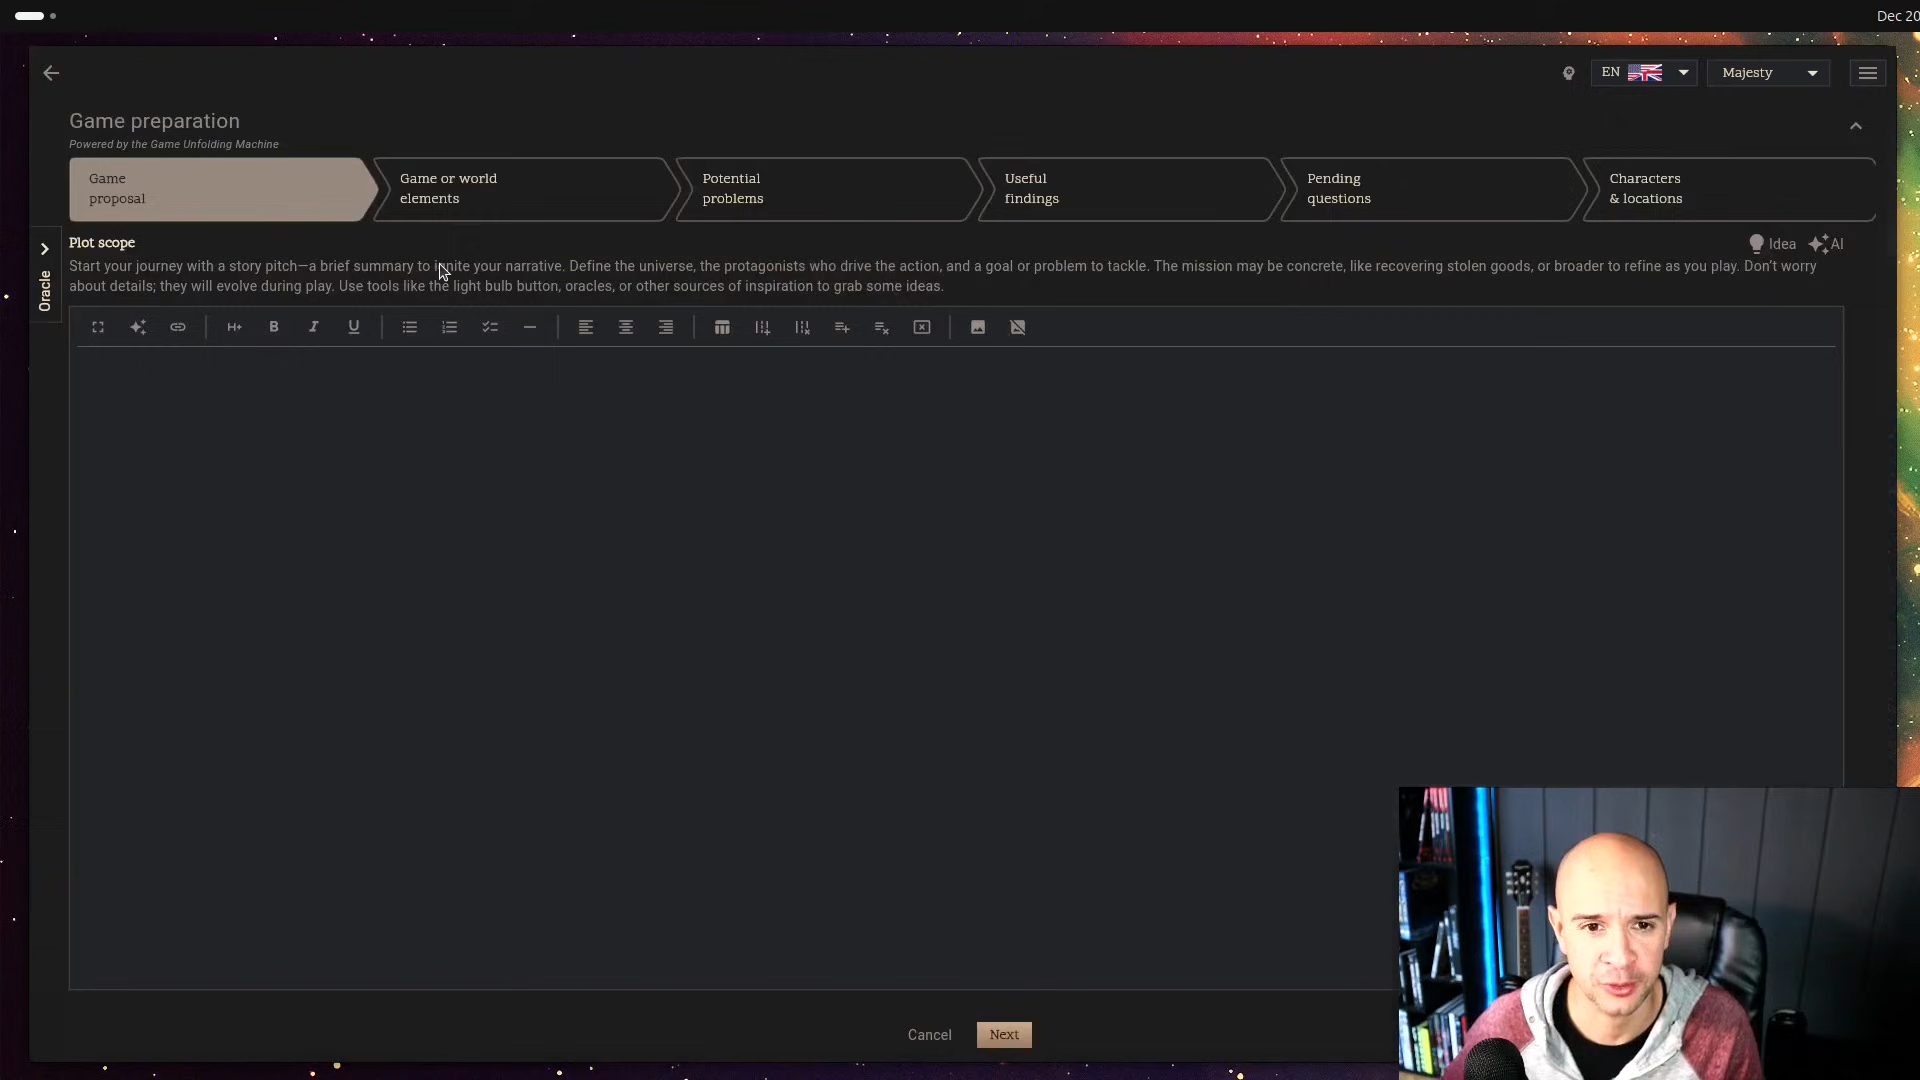 Dec 20
EN
Majesty
Game preparation
Powered by the Game Unfolding Machine
Game
proposal
Game or world
elements
Potential
problems
Useful
findings
Pending
questions
Characters
& locations
Plot scope
Idea
AI
Start your journey with a story pitch—a brief summary to ignite your narrative. Define the universe, the protagonists who drive the action, and a goal or problem to tackle. The mission may be concrete, like recovering stolen goods, or broader to refine as you play. Don't worry
about details; they will evolve during play. Use tools like the light bulb button, oracles, or other sources of inspiration to grab some ideas.
Oracle
H+ B I U
Cancel
Next